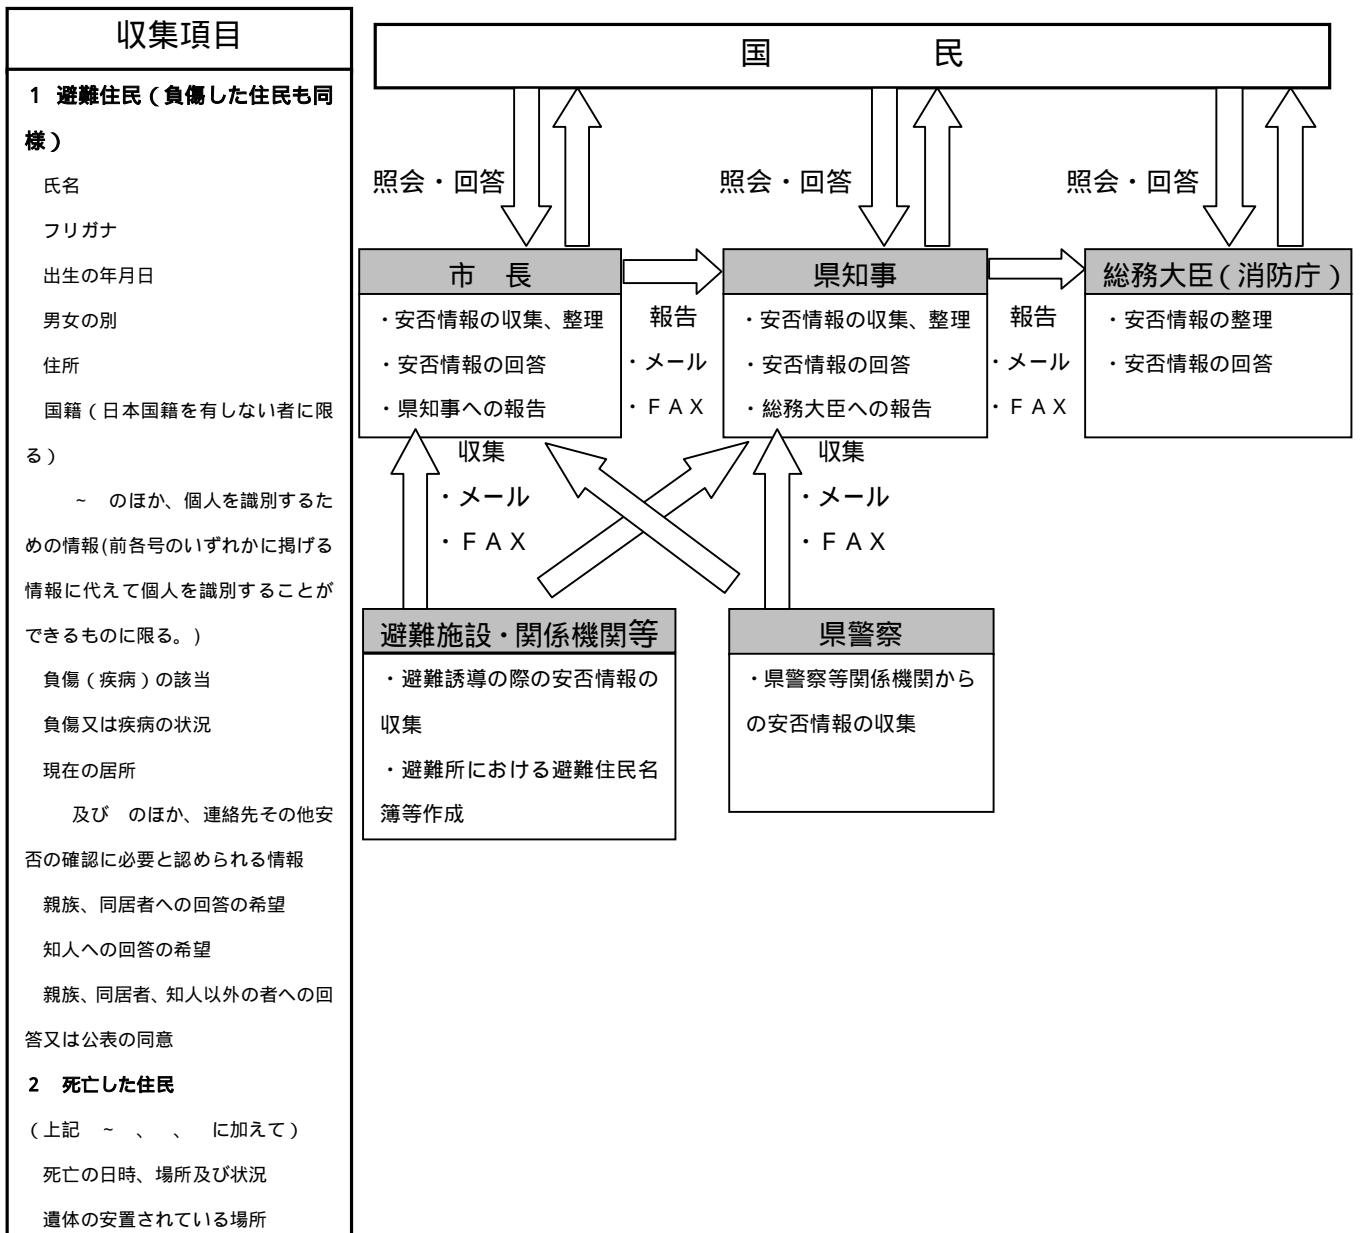 収集項目
1 避難住民（負傷した住民も同
様）
氏名
フリガナ
出生の年月日
男女の別
住所
国籍（日本国籍を有しない者に限
る）
～ のほか、個人を識別するた
めの情報(前各号のいずれかに掲げる
情報に代えて個人を識別することが
できるものに限る。)
負傷（疾病）の該当
負傷又は疾病の状況
現在の居所
及び のほか、連絡先その他安
否の確認に必要と認められる情報
親族、同居者への回答の希望
知人への回答の希望
親族、同居者、知人以外の者への回
答又は公表の同意
2 死亡した住民
（上記 ～ 、 、 に加えて）
死亡の日時、場所及び状況
遺体の安置されている場所
国 民
照会・回答
照会・回答
照会・回答
市 長
・安否情報の収集、整理
・安否情報の回答
・県知事への報告
報告
・メール
・ＦＡＸ
県知事
・安否情報の収集、整理
・安否情報の回答
・総務大臣への報告
報告
・メール
・ＦＡＸ
総務大臣（消防庁）
・安否情報の整理
・安否情報の回答
収集
・メール
・ＦＡＸ
収集
・メール
・ＦＡＸ
避難施設・関係機関等
・避難誘導の際の安否情報の
収集
・避難所における避難住民名
簿等作成
県警察
・県警察等関係機関から
の安否情報の収集